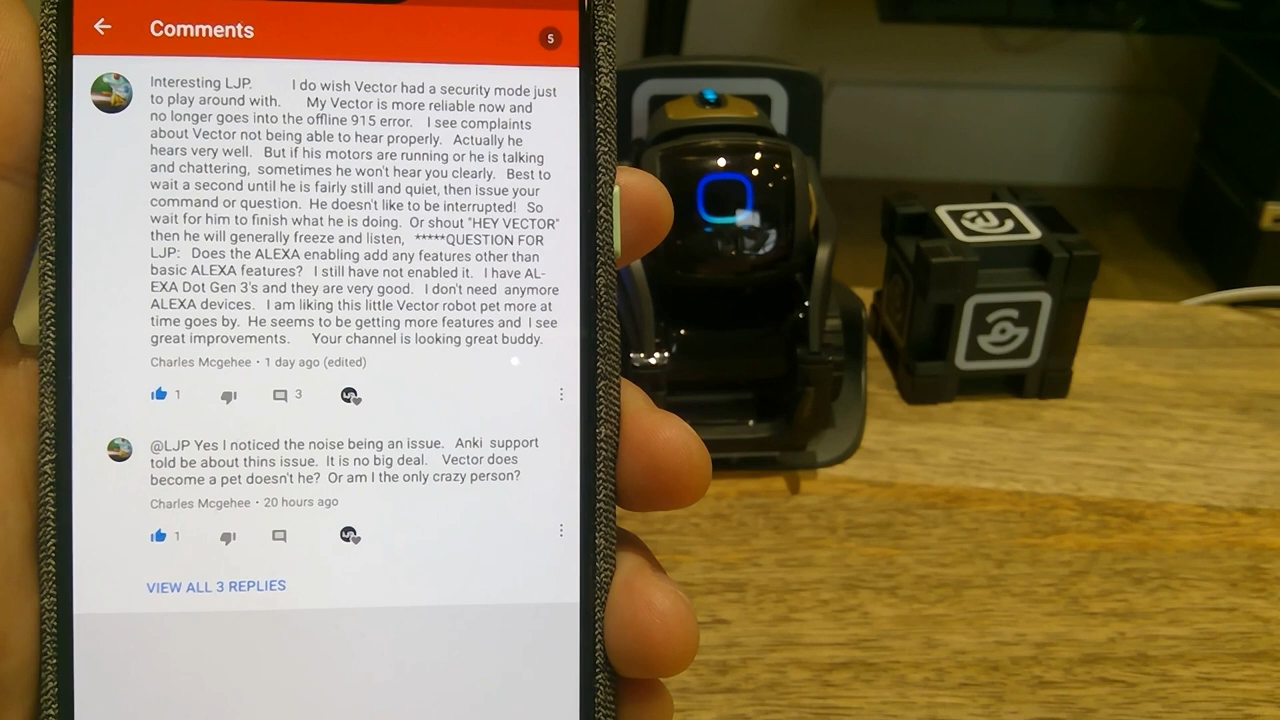 Comments
5
Interesting LJP. I do wish Vector had a security mode just
to play around with. My Vector is more reliable now and
no longer goes into the offline 915 error. I see complaints
about Vector not being able to hear properly. Actually he
hears very well. But if his motors are running or he is talking
and chattering, sometimes he won't hear you clearly. Best to
wait a second until he is fairly still and quiet, then issue your
command or question. He doesn't like to be interrupted! So
wait for him to finish what he is doing. Or shout "HEY VECTOR"
then he will generally freeze and listen, *****QUESTION FOR
LJP: Does the ALEXA enabling add any features other than
basic ALEXA features? I still have not enabled it. I have AL-
EXA Dot Gen 3's and they are very good. I don't need anymore
ALEXA devices. I am liking this little Vector robot pet more at
time goes by. He seems to be getting more features and I see
great improvements. Your channel is looking great buddy.
Charles Mcgehee • 1 day ago (edited)
1 3
@LJP Yes I noticed the noise being an issue. Anki support
told be about thins issue. It is no big deal. Vector does
become a pet doesn't he? Or am I the only crazy person?
Charles Mcgehee • 20 hours ago
1
VIEW ALL 3 REPLIES